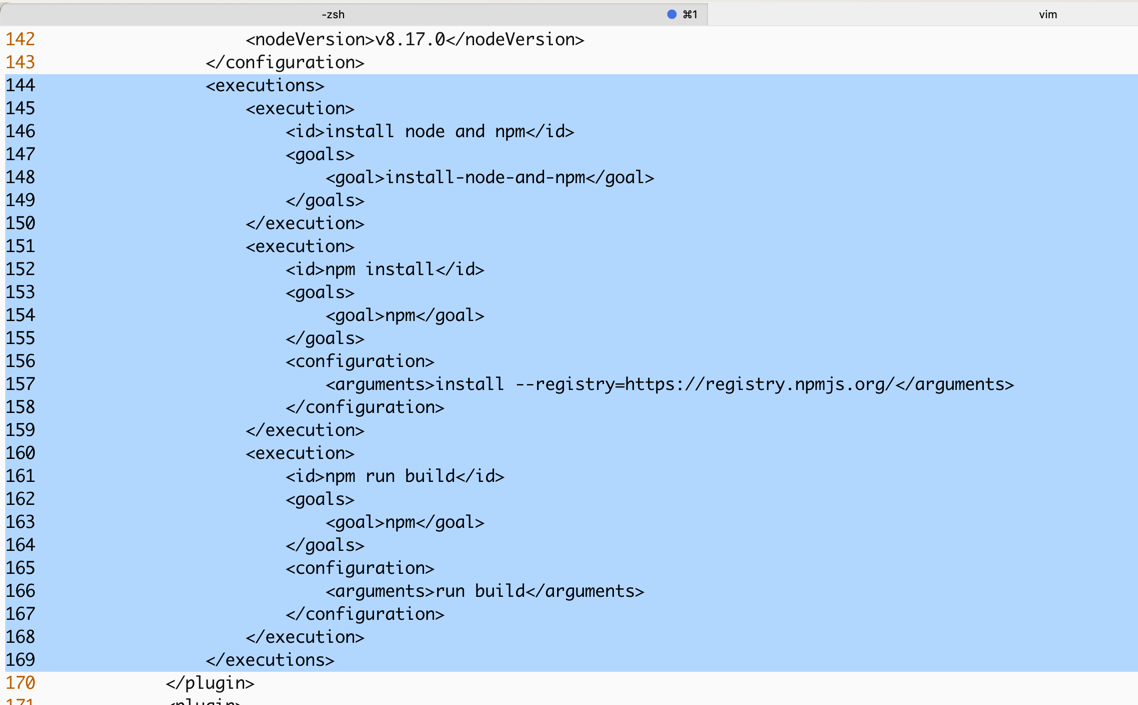 -zsh ⌘1 vim
142 <nodeVersion>v8.17.0</nodeVersion>
143 </configuration>
144 <executions>
145 <execution>
146 <id>install node and npm</id>
147 <goals>
148 <goal>install-node-and-npm</goal>
149 </goals>
150 </execution>
151 <execution>
152 <id>npm install</id>
153 <goals>
154 <goal>npm</goal>
155 </goals>
156 <configuration>
157 <arguments>install --registry=https://registry.npmjs.org/</arguments>
158 </configuration>
159 </execution>
160 <execution>
161 <id>npm run build</id>
162 <goals>
163 <goal>npm</goal>
164 </goals>
165 <configuration>
166 <arguments>run build</arguments>
167 </configuration>
168 </execution>
169 </executions>
170 </plugin>
171 <plugin>